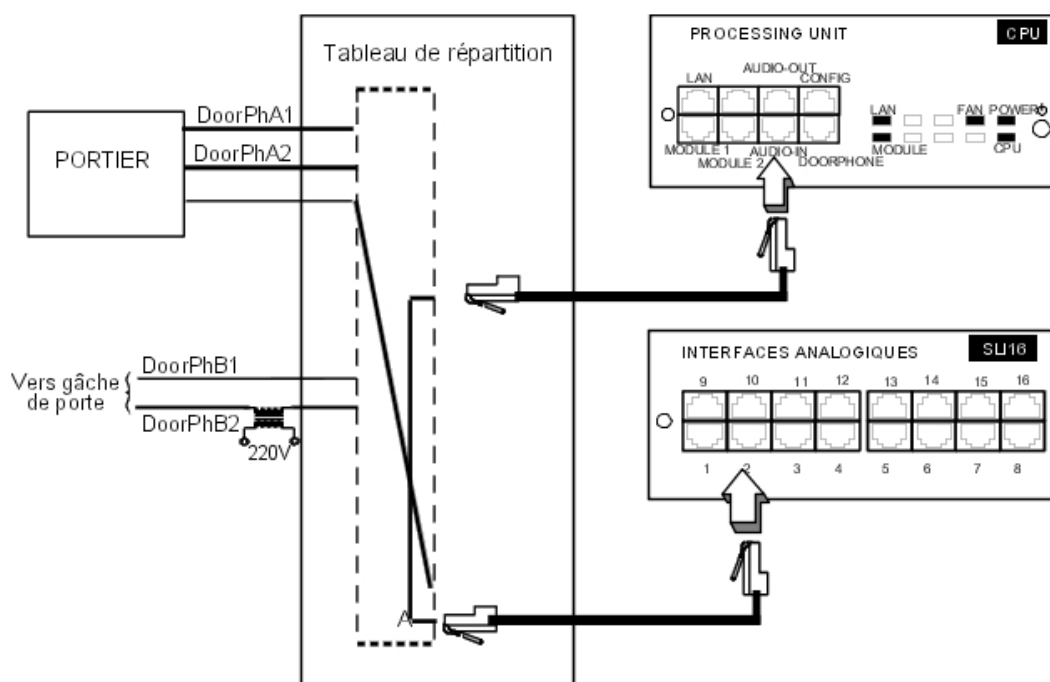 Tableau de répartition
DoorPhA1
PORTIER
DoorPhA2
DoorPhB1
Vers gâche
de porte
DoorPhB2
220V
A
PROCESSING UNIT
CPU
AUDIO-OUT
LAN
CONFIG
LAN
FAN
POWER
MODULE 1
AUDIO-IN
MODULE
CPU
MODULE 2
DOORPHONE
INTERFACES ANALOGIQUES
SLI16
9 10 11 12 13 14 15 16
1 2 3 4 5 6 7 8